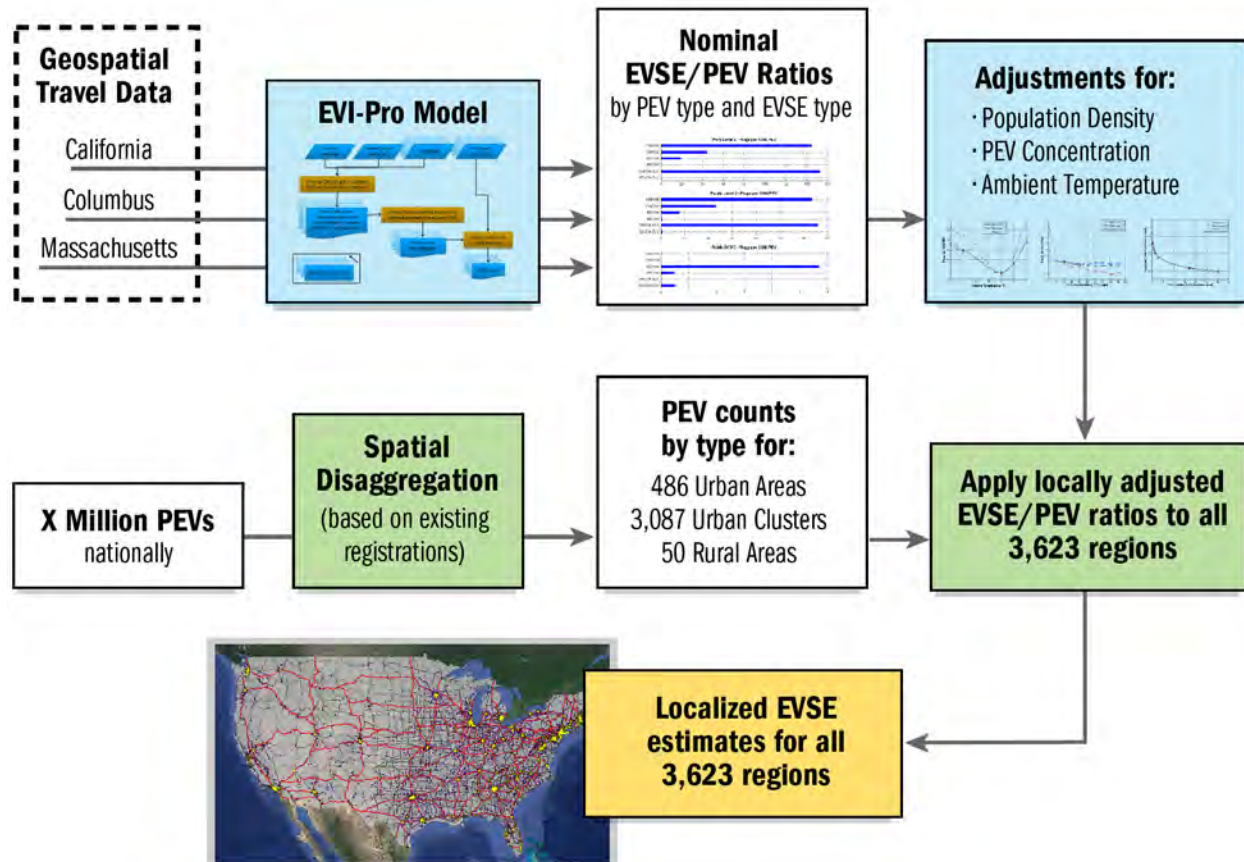 Geospatial
Travel Data
California
Columbus
Massachusetts
EVI-Pro Model
Nominal
EVSE/PEV Ratios
by PEV type and EVSE type
Adjustments for:
· Population Density
· PEV Concentration
· Ambient Temperature
X Million PEVs
nationally
Spatial
Disaggregation
(based on existing
registrations)
PEV counts
by type for:
486 Urban Areas
3,087 Urban Clusters
50 Rural Areas
Apply locally adjusted
EVSE/PEV ratios to all
3,623 regions
Localized EVSE
estimates for all
3,623 regions